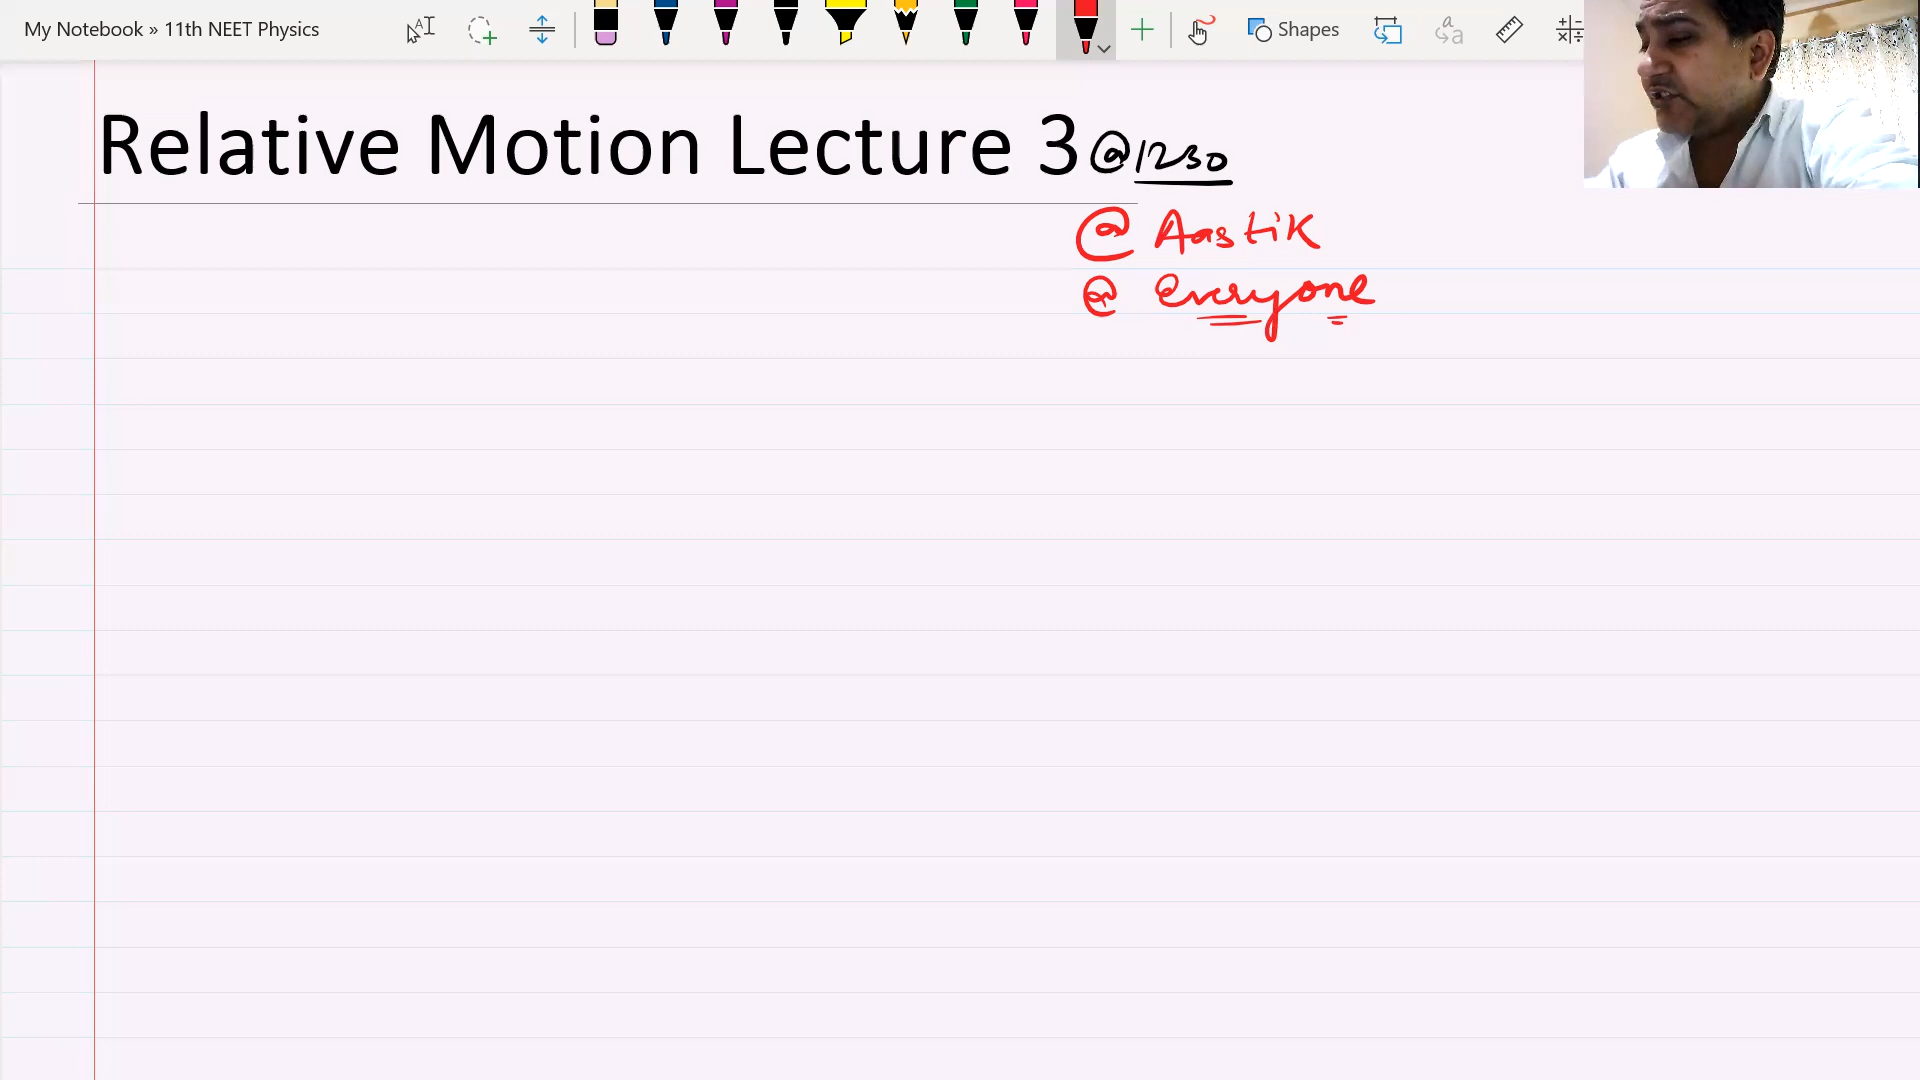 My Notebook » 11th NEET Physics
Shapes
Relative Motion Lecture 3 @1230
@ Aastik
@ everyone